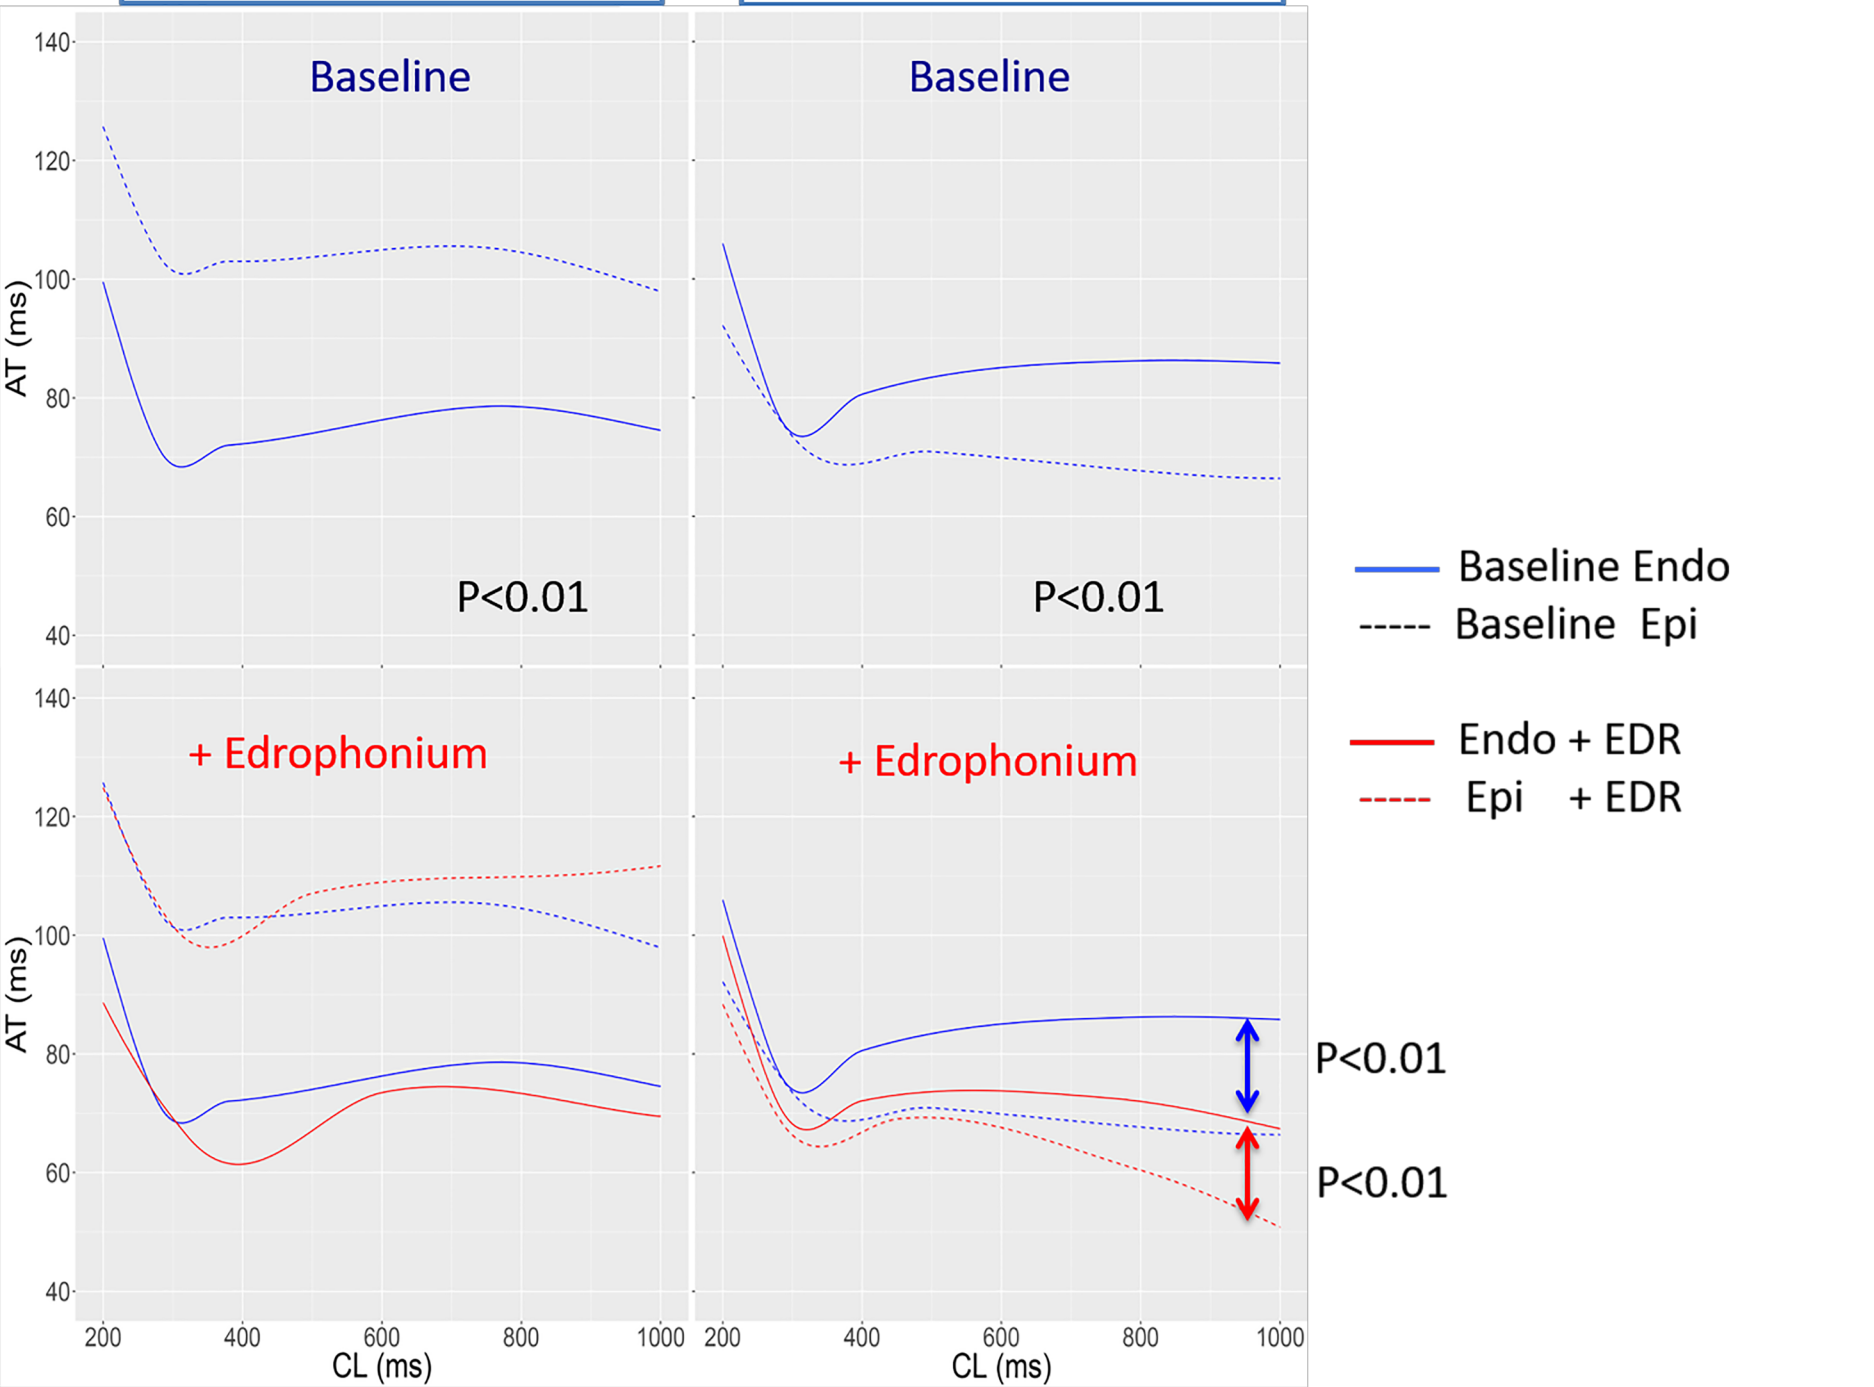 Baseline
Baseline
140
120
100
80
60
40
AT (ms)
P<0.01
P<0.01
Baseline Endo
Baseline Epi
Endo + EDR
Epi + EDR
+ Edrophonium
+ Edrophonium
140
120
100
80
60
40
AT (ms)
P<0.01
P<0.01
200 400 600 800 1000
200 400 600 800 1000
CL (ms)
CL (ms)